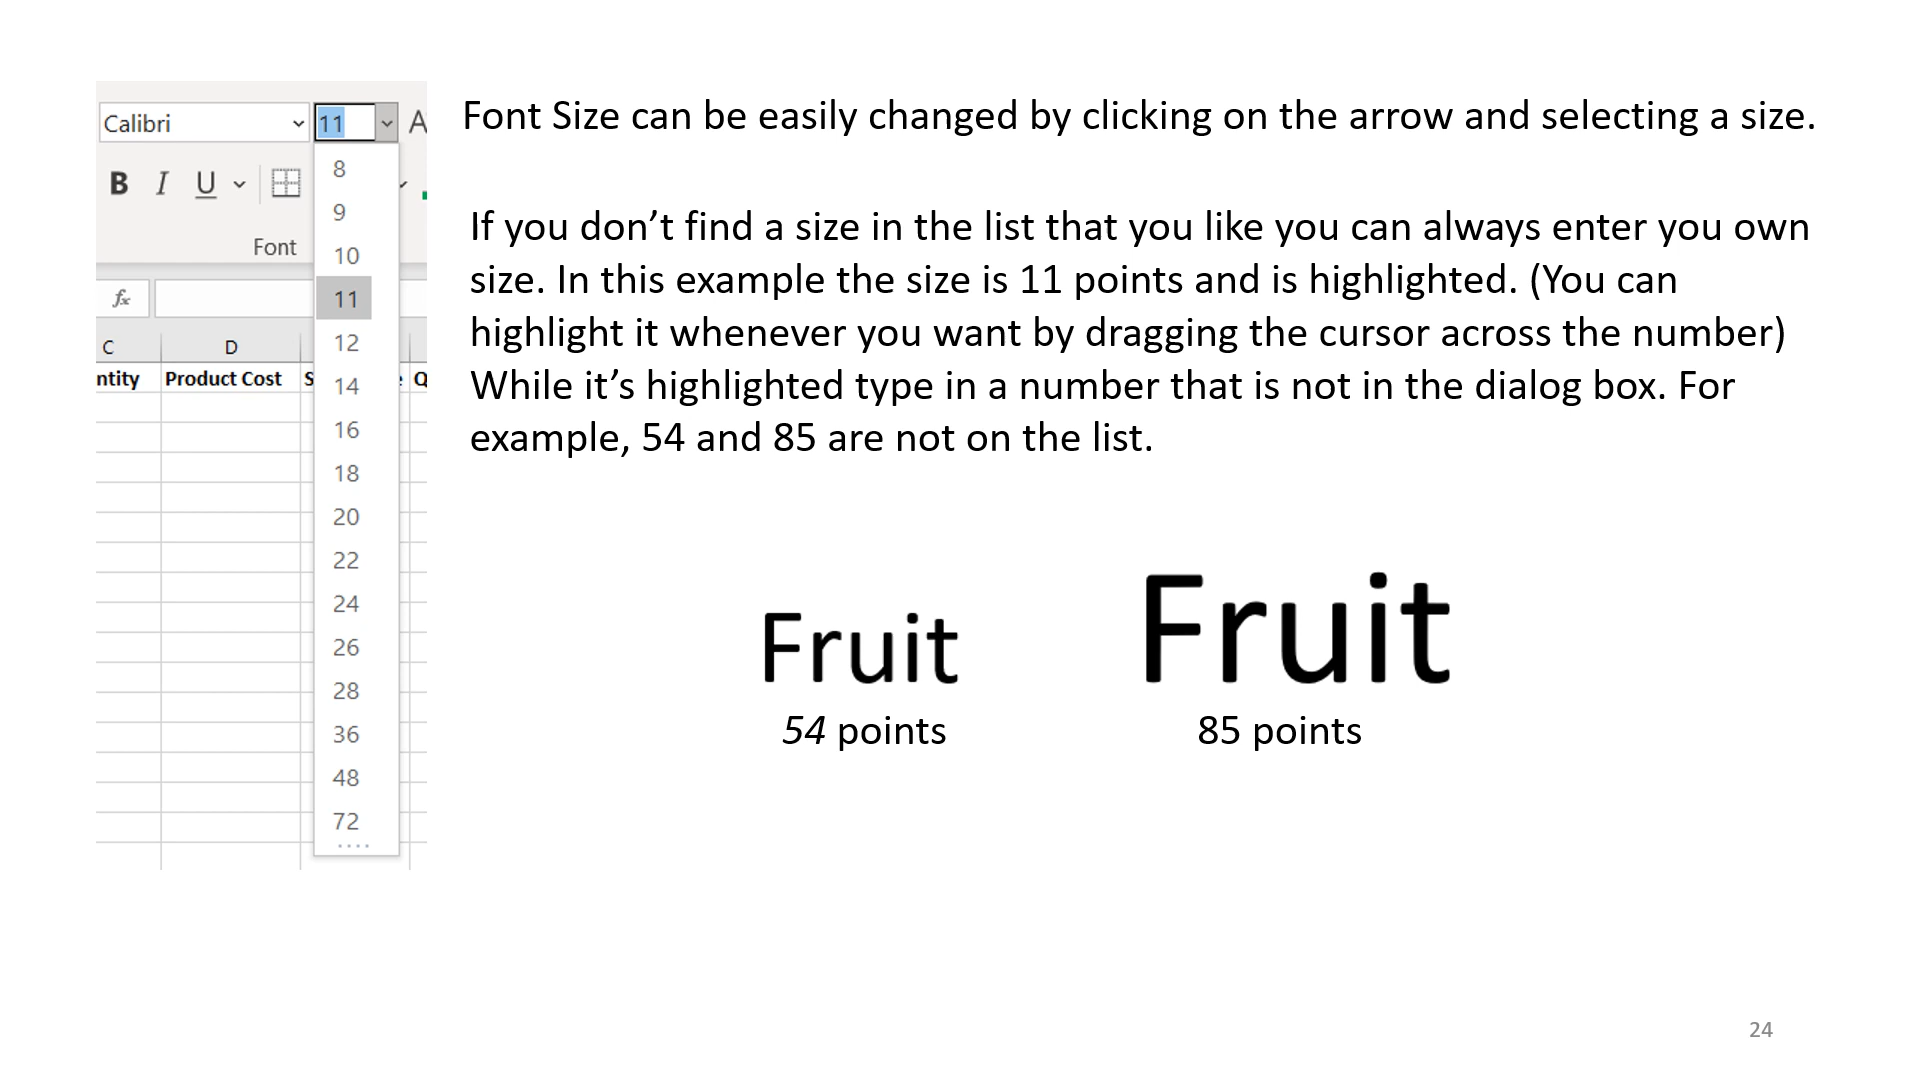 Calibri
11
A
B I U
Font
fx
C D
ntity Product Cost S Q
8
9
10
11
12
14
16
18
20
22
24
26
28
36
48
72
Font Size can be easily changed by clicking on the arrow and selecting a size.
If you don’t find a size in the list that you like you can always enter you own
size. In this example the size is 11 points and is highlighted. (You can
highlight it whenever you want by dragging the cursor across the number)
While it’s highlighted type in a number that is not in the dialog box. For
example, 54 and 85 are not on the list.
Fruit Fruit
54 points 85 points
24